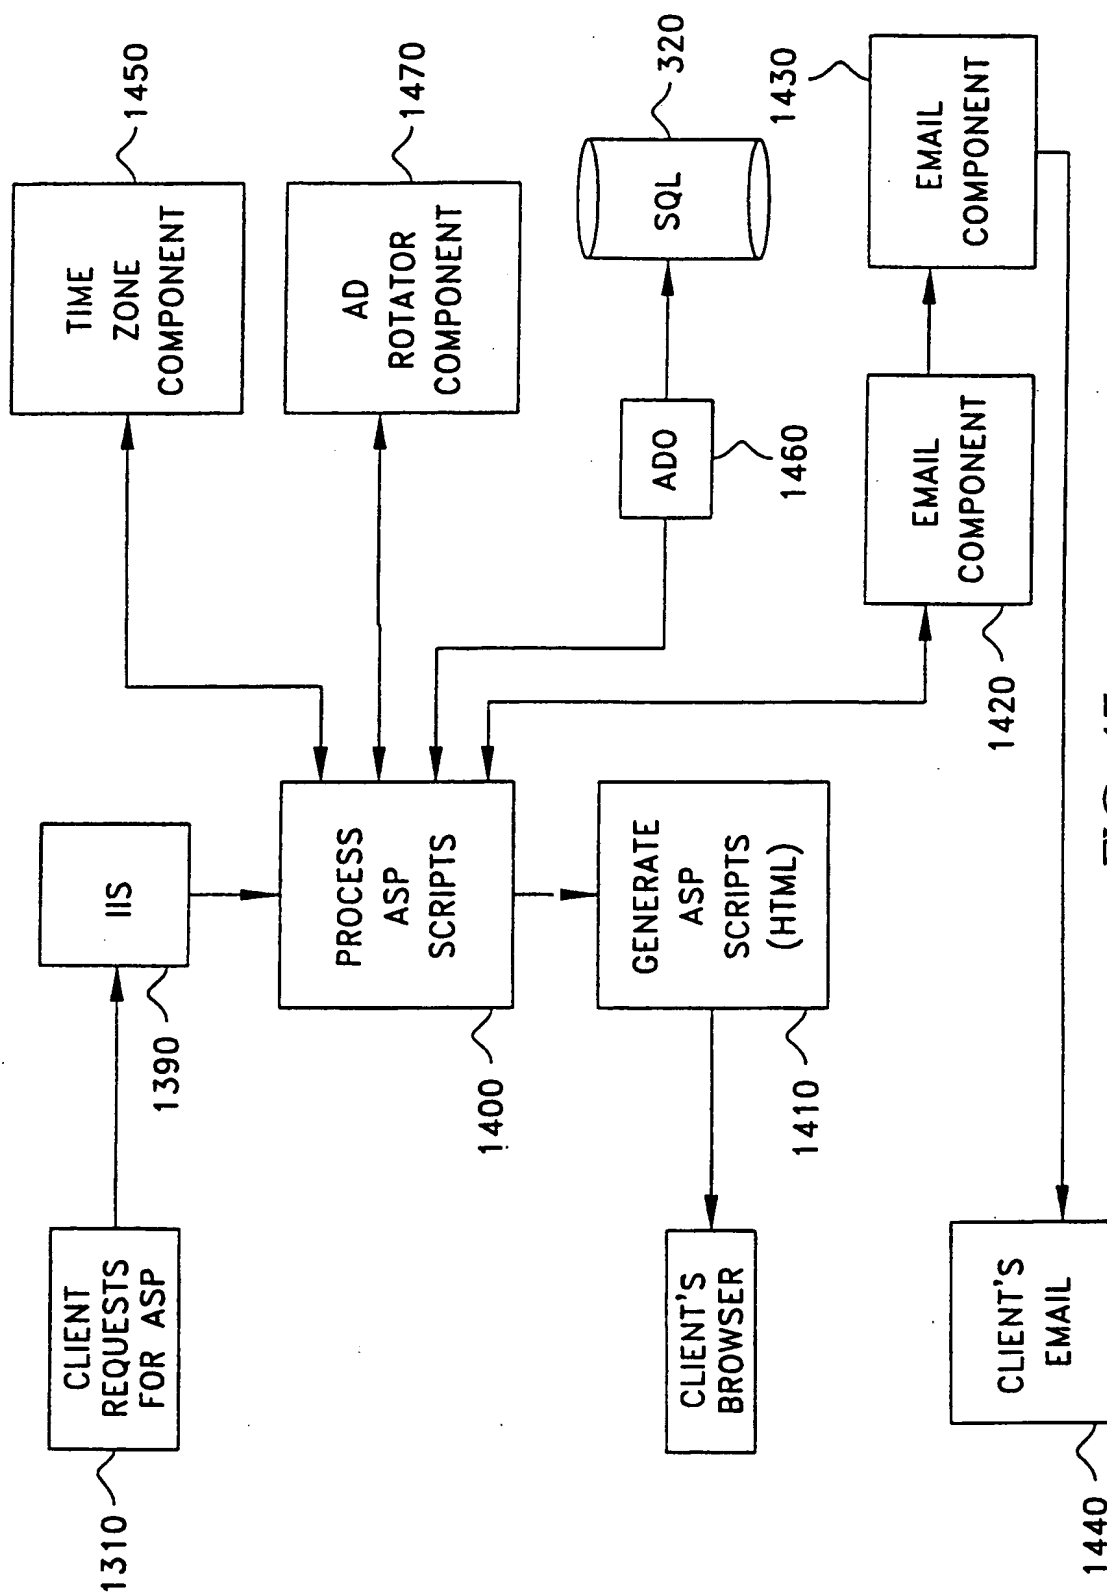 1310
CLIENT
REQUESTS
FOR ASP
1390
IIS
1400
PROCESS
ASP
SCRIPTS
1410
GENERATE
ASP
SCRIPTS
(HTML)
CLIENT'S
BROWSER
TIME
ZONE
COMPONENT
1450
AD
ROTATOR
COMPONENT
1470
ADO
1460
SQL
320
EMAIL
COMPONENT
1420
EMAIL
COMPONENT
1430
CLIENT'S
EMAIL
1440